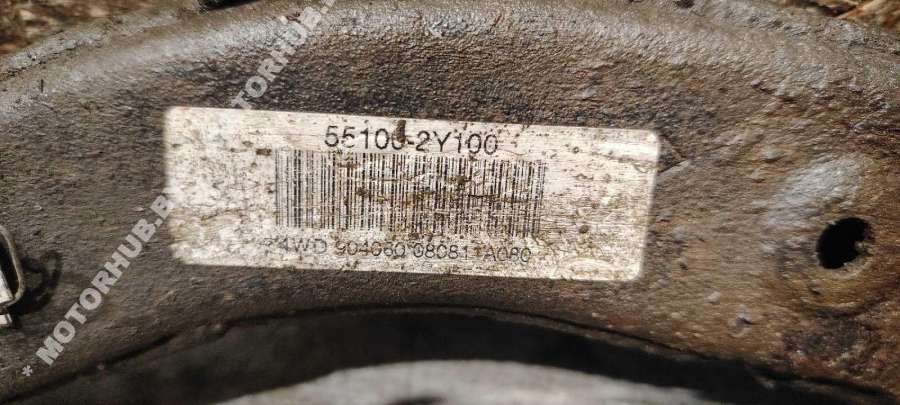 * MOTORHUB.B
MOTORHUB
55100-2Y100
4WD 904060 080811A080